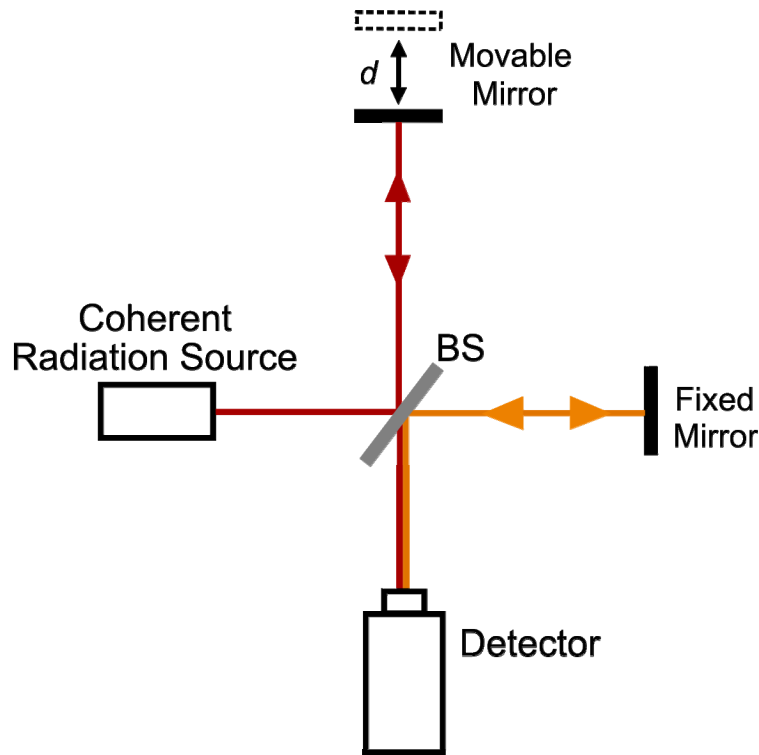 d
Movable
Mirror
Coherent
Radiation Source
BS
Fixed
Mirror
Detector